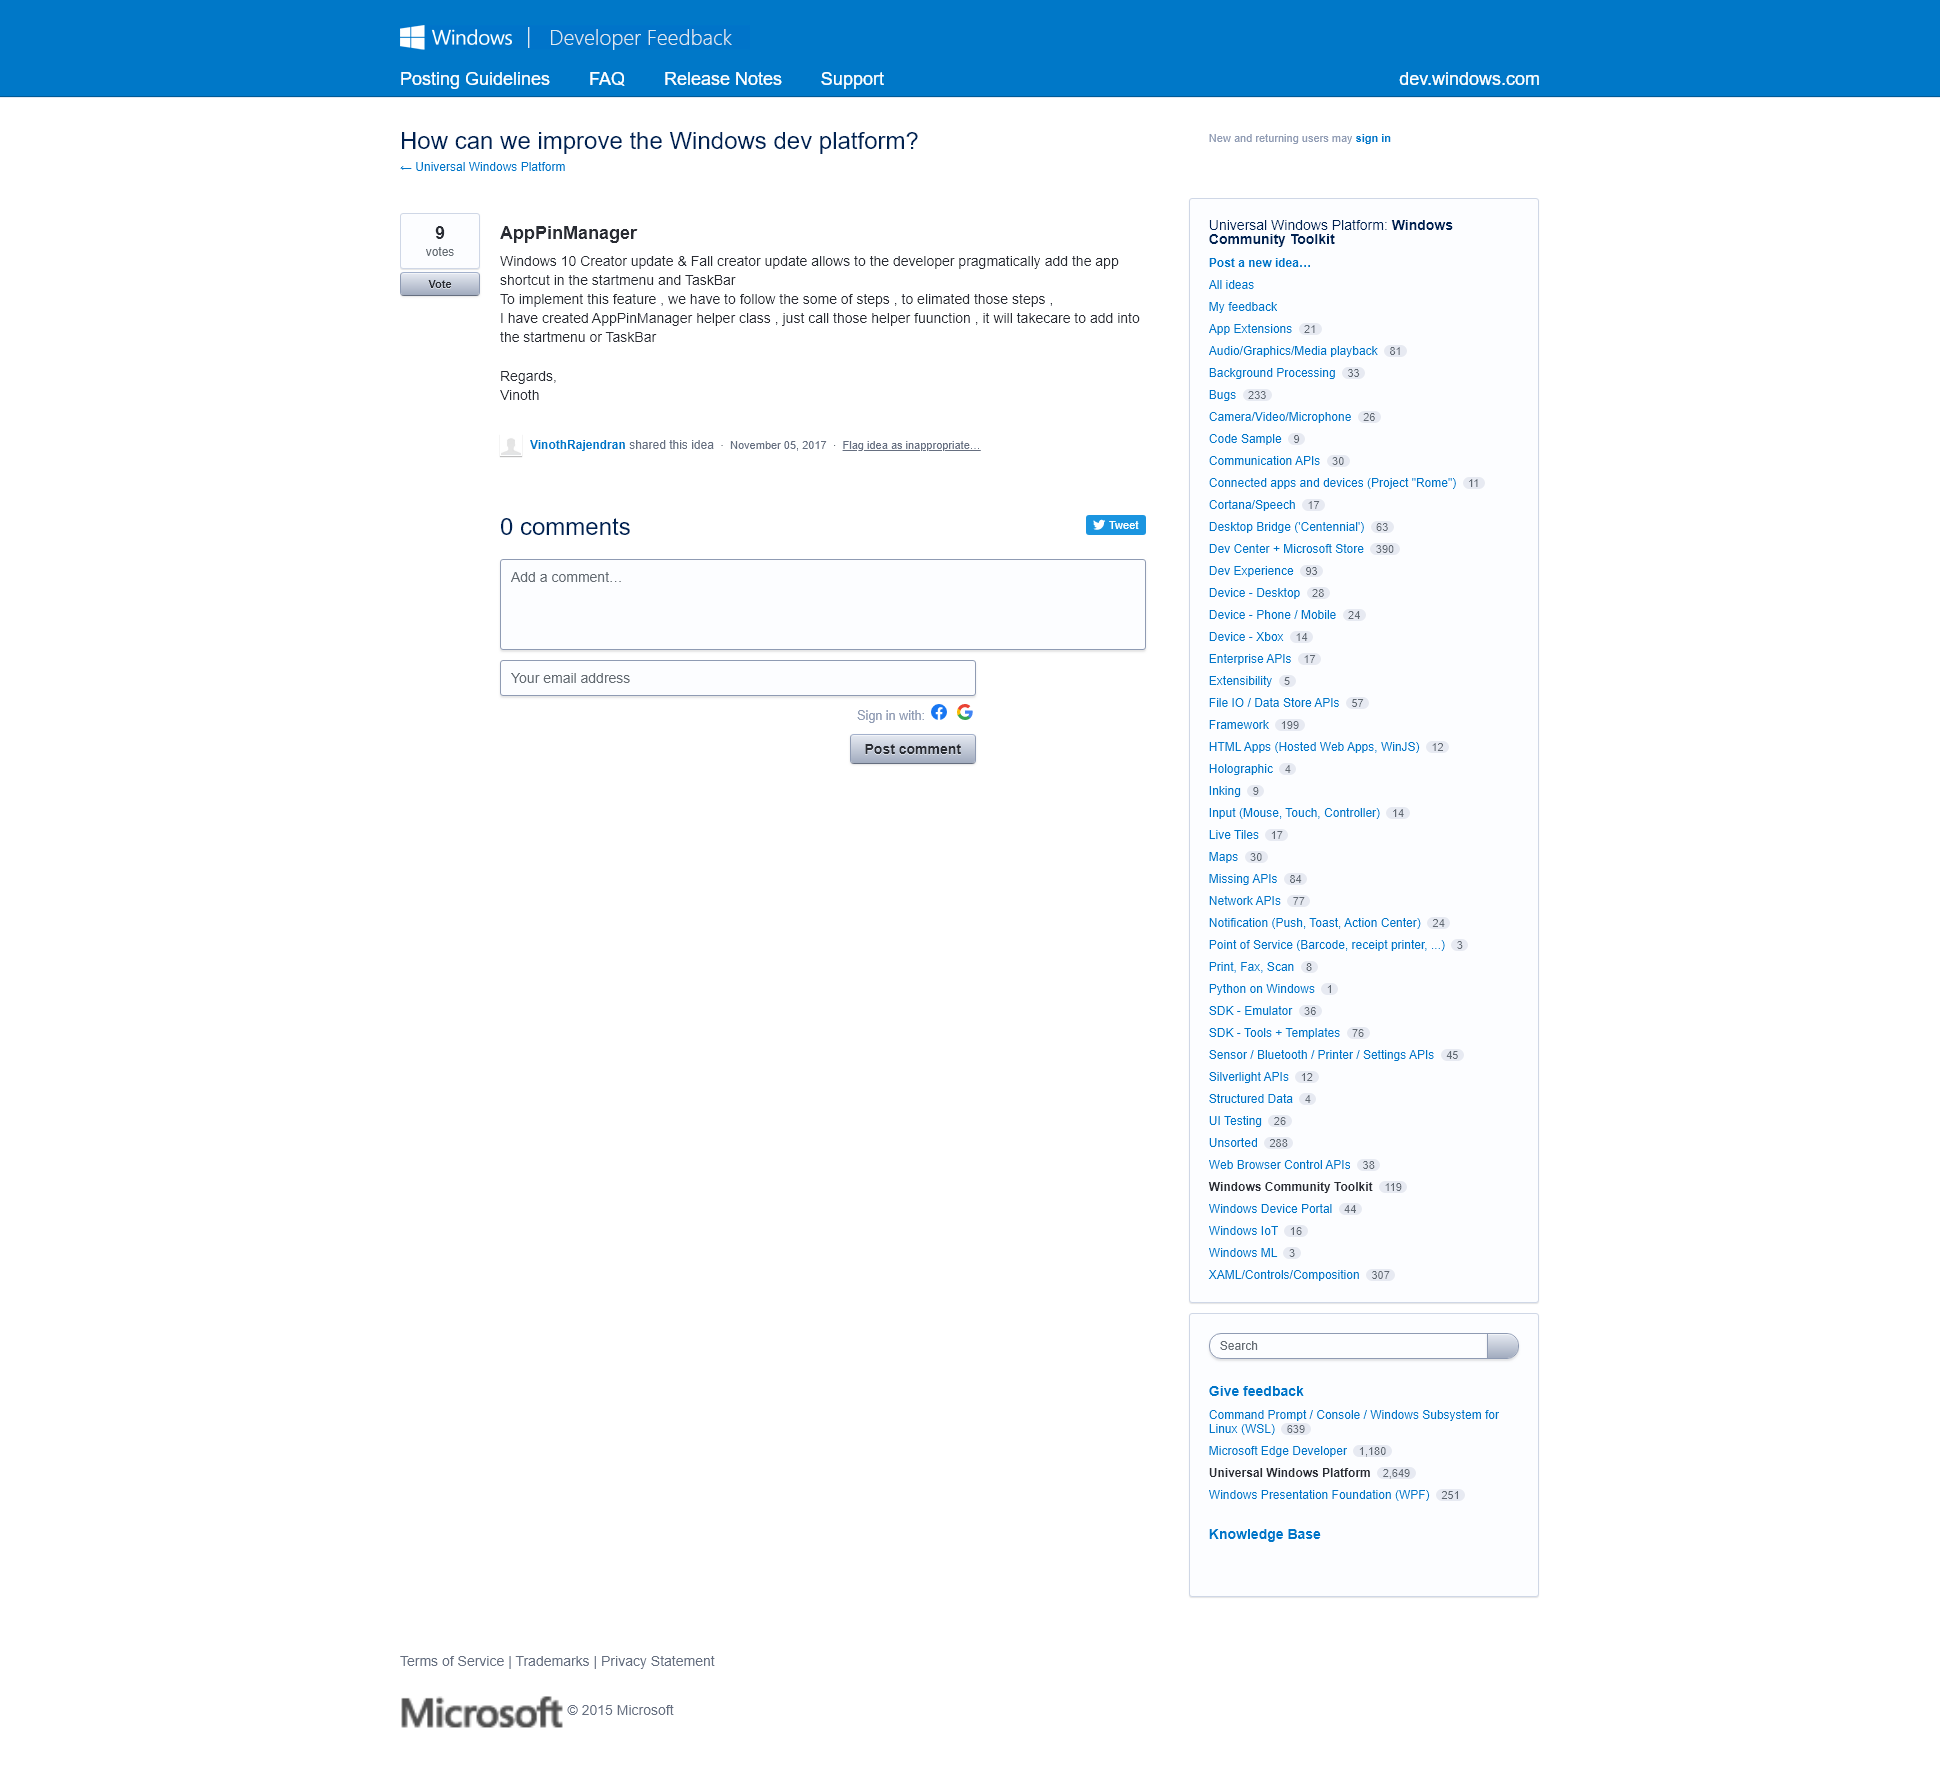 Windows | Developer Feedback
Posting Guidelines FAQ Release Notes Support dev.windows.com
How can we improve the Windows dev platform?
← Universal Windows Platform
New and returning users may sign in
9
votes
Vote
AppPinManager
Windows 10 Creator update & Fall creator update allows to the developer pragmatically add the app
shortcut in the startmenu and TaskBar
To implement this feature , we have to follow the some of steps , to elimated those steps ,
I have created AppPinManager helper class , just call those helper fuunction , it will takecare to add into
the startmenu or TaskBar
Regards,
Vinoth
VinothRajendran shared this idea · November 05, 2017 · Flag idea as inappropriate…
0 comments
Tweet
Add a comment…
Your email address
Sign in with:
Post comment
Universal Windows Platform: Windows
Community Toolkit
Post a new idea…
All ideas
My feedback
App Extensions 21
Audio/Graphics/Media playback 81
Background Processing 33
Bugs 233
Camera/Video/Microphone 26
Code Sample 9
Communication APIs 30
Connected apps and devices (Project "Rome") 11
Cortana/Speech 17
Desktop Bridge ('Centennial') 63
Dev Center + Microsoft Store 390
Dev Experience 93
Device - Desktop 28
Device - Phone / Mobile 24
Device - Xbox 14
Enterprise APIs 17
Extensibility 5
File IO / Data Store APIs 57
Framework 199
HTML Apps (Hosted Web Apps, WinJS) 12
Holographic 4
Inking 9
Input (Mouse, Touch, Controller) 14
Live Tiles 17
Maps 30
Missing APIs 84
Network APIs 77
Notification (Push, Toast, Action Center) 24
Point of Service (Barcode, receipt printer, ...) 3
Print, Fax, Scan 8
Python on Windows 1
SDK - Emulator 36
SDK - Tools + Templates 76
Sensor / Bluetooth / Printer / Settings APIs 45
Silverlight APIs 12
Structured Data 4
UI Testing 26
Unsorted 288
Web Browser Control APIs 38
Windows Community Toolkit 119
Windows Device Portal 44
Windows IoT 16
Windows ML 3
XAML/Controls/Composition 307
Search
Give feedback
Command Prompt / Console / Windows Subsystem for
Linux (WSL) 639
Microsoft Edge Developer 1,180
Universal Windows Platform 2,649
Windows Presentation Foundation (WPF) 251
Knowledge Base
Terms of Service | Trademarks | Privacy Statement
Microsoft © 2015 Microsoft